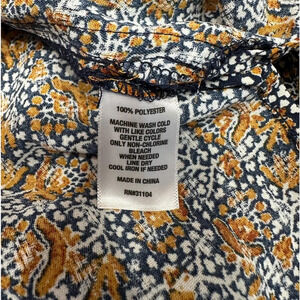 100% POLYESTER
MACHINE WASH COLD
WITH LIKE COLORS
GENTLE CYCLE
ONLY NON-CHLORINE
BLEACH
WHEN NEEDED
LINE DRY
COOL IRON IF NEEDED
MADE IN CHINA
RN#31104